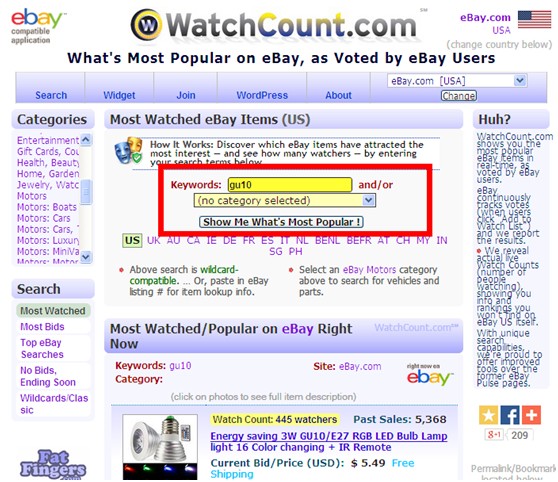 ebay
compatible
application
WatchCount.com℠
eBay.com
USA
(change country below)
What's Most Popular on eBay, as Voted by eBay Users
Search
Widget
Join
WordPress
About
eBay.com [USA]
Change
Categories
Entertainment
Gift Cards, Cou
Health, Beauty
Home, Garden
Jewelry, Watc
Motors
Motors: Boats
Motors: Cars
Motors: Cars, T
Motors: Luxury
Motors: MiniVa
Search
Most Watched
Most Bids
Top eBay
Searches
No Bids,
Ending Soon
Wildcards/Clas
sic
Fat
Fingers
.com
Most Watched eBay Items (US)
How It Works: Discover which eBay items have attracted the
most interest — and see how many watchers — by entering
your search terms below.
Keywords: gu10 and/or
(no category selected)
Show Me What's Most Popular !
US UK AU CA IE DE FR ES IT NL BENL BEFR AT CH MY IN
SG PH
Above search is wildcard-
compatible. ... Or, paste in eBay
listing # for item lookup info.
Select an eBay Motors category
above to search for vehicles and
parts.
Most Watched/Popular on eBay Right
Now
WatchCount.com℠
Keywords: gu10
Category:
Site: eBay.com
right now on
ebay
(click on photos to see full item description)
Watch Count: 445 watchers
Past Sales: 5,368
Energy saving 3W GU10/E27 RGB LED Bulb Lamp
light 16 Color changing + IR Remote
Current Bid/Price (USD): $ 5.49 Free
Shipping
Huh?
WatchCount.com
shows you the
most popular
eBay items in
real-time, as
voted by eBay
users.
eBay
continuously
tracks votes
(when users
click "Add to
Watch List")
and we report
the results.
We reveal
actual live
Watch Counts
(number of
people
watching),
showing you
info and
rankings you
won't find on
eBay US itself.
With unique
search
capabilities,
we're proud to
offer improved
tools over the
former eBay
Pulse pages.
g+1 209
Permalink/Bookmark
located below